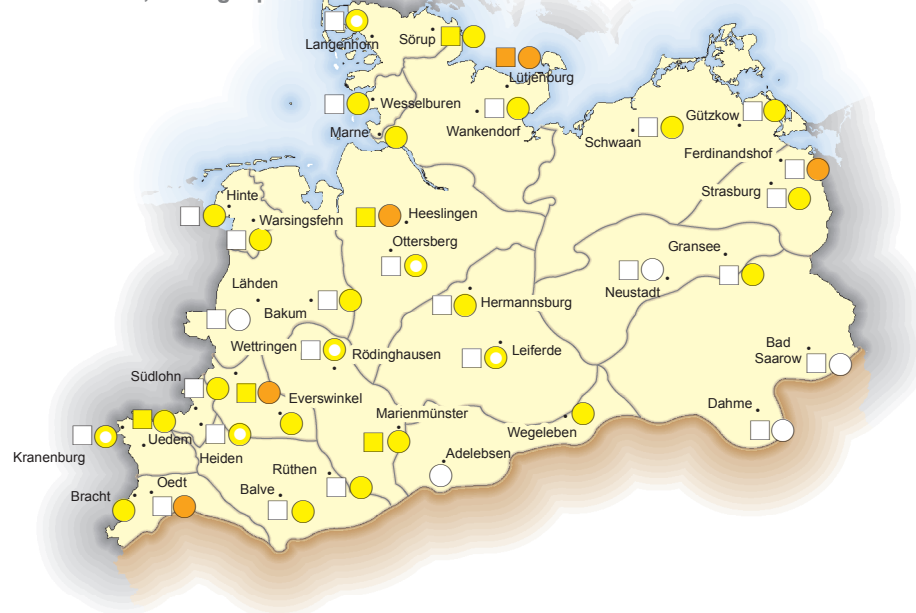 Langenhorn
Sörup
Lütjenburg
Wesselburen
Marne
Wankendorf
Schwaan
Gützkow
Ferdinandshof
Strasburg
Hinte
Warsingsfehn
Heeslingen
Ottersberg
Gransee
Neustadt
Lähden
Bakum
Hermannsburg
Wettringen
Rödinghausen
Leiferde
Bad
Saarow
Südlohn
Everswinkel
Marienmünster
Dahme
Wegeleben
Uedem
Kranenburg
Heiden
Adelebsen
Rüthen
Oedt
Balve
Bracht